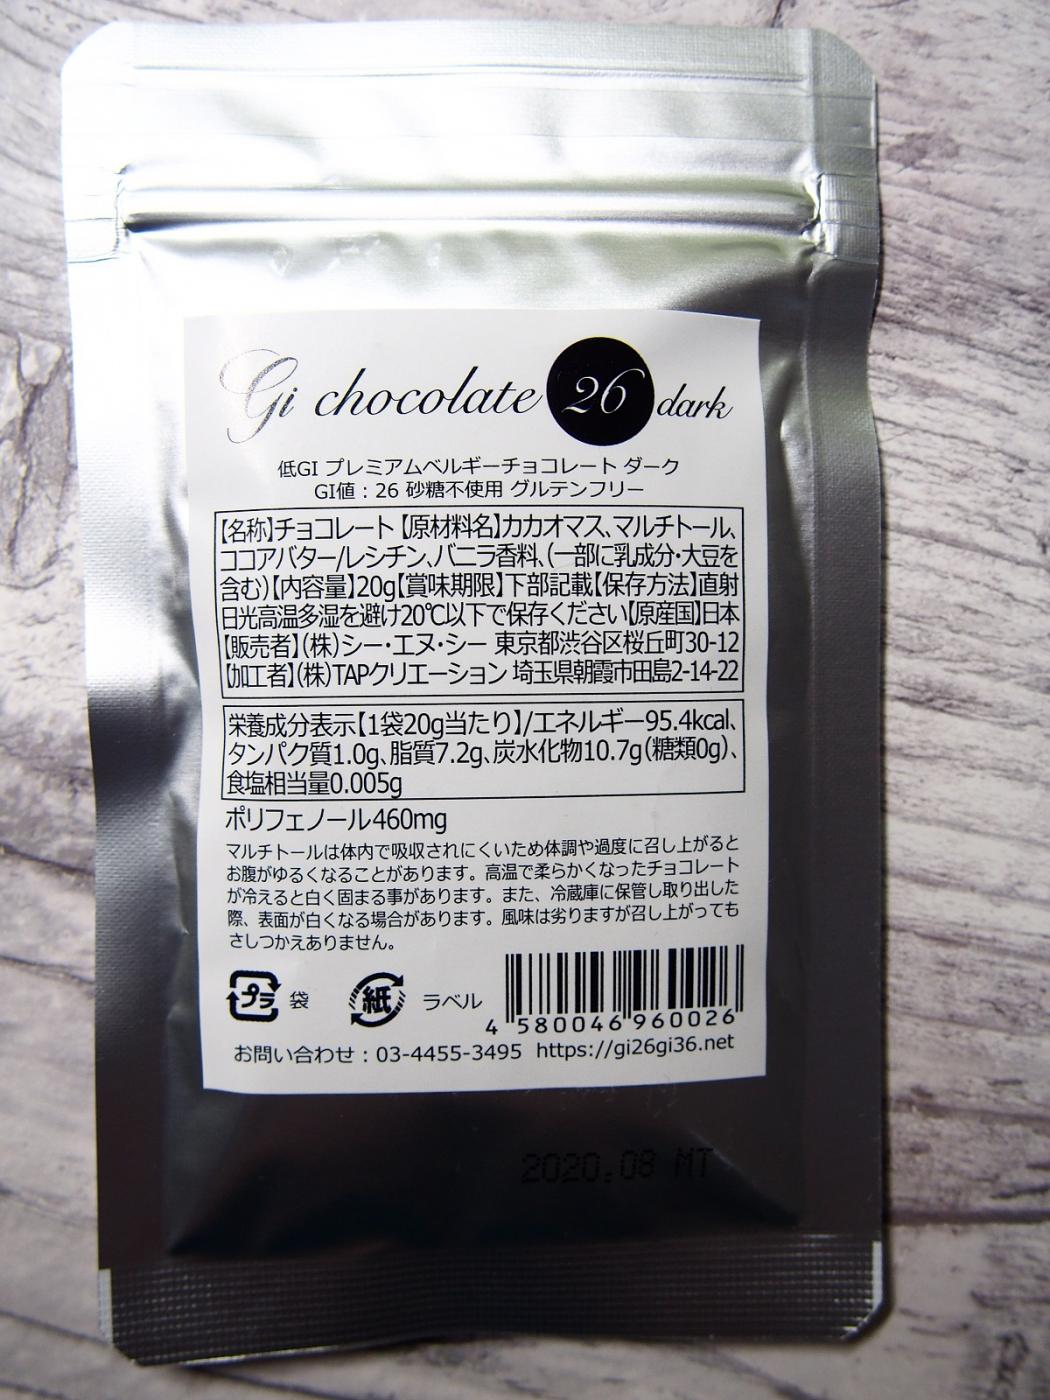 Gi chocolate 26 dark
低GI プレミアムベルギーチョコレート ダーク
GI値：26 砂糖不使用 グルテンフリー
【名称】チョコレート【原材料名】カカオマス、マルチトール、
ココアバター/レシチン、バニラ香料、(一部に乳成分・大豆を
含む)【内容量】20g【賞味期限】下部記載【保存方法】直射
日光高温多湿を避け20℃以下で保存ください【原産国】日本
【販売者】(株)シー・エヌ・シー 東京都渋谷区桜丘町30-12
【加工者】(株)TAPクリエーション 埼玉県朝霞市田島2-14-22
栄養成分表示【1袋20g当たり】/エネルギー95.4kcal、
タンパク質1.0g、脂質7.2g、炭水化物10.7g(糖類0g)、
食塩相当量0.005g
ポリフェノール460mg
マルチトールは体内で吸収されにくいため体調や過度に召し上がると
お腹がゆるくなることがあります。高温で柔らかくなったチョコレート
が冷えると白く固まる事があります。また、冷蔵庫に保管し取り出した
際、表面が白くなる場合があります。風味は劣りますが召し上がっても
さしつかえありません。
プラ 袋 紙 ラベル
4 580046 960026
お問い合わせ：03-4455-3495 https://gi26gi36.net
2020.08 MT